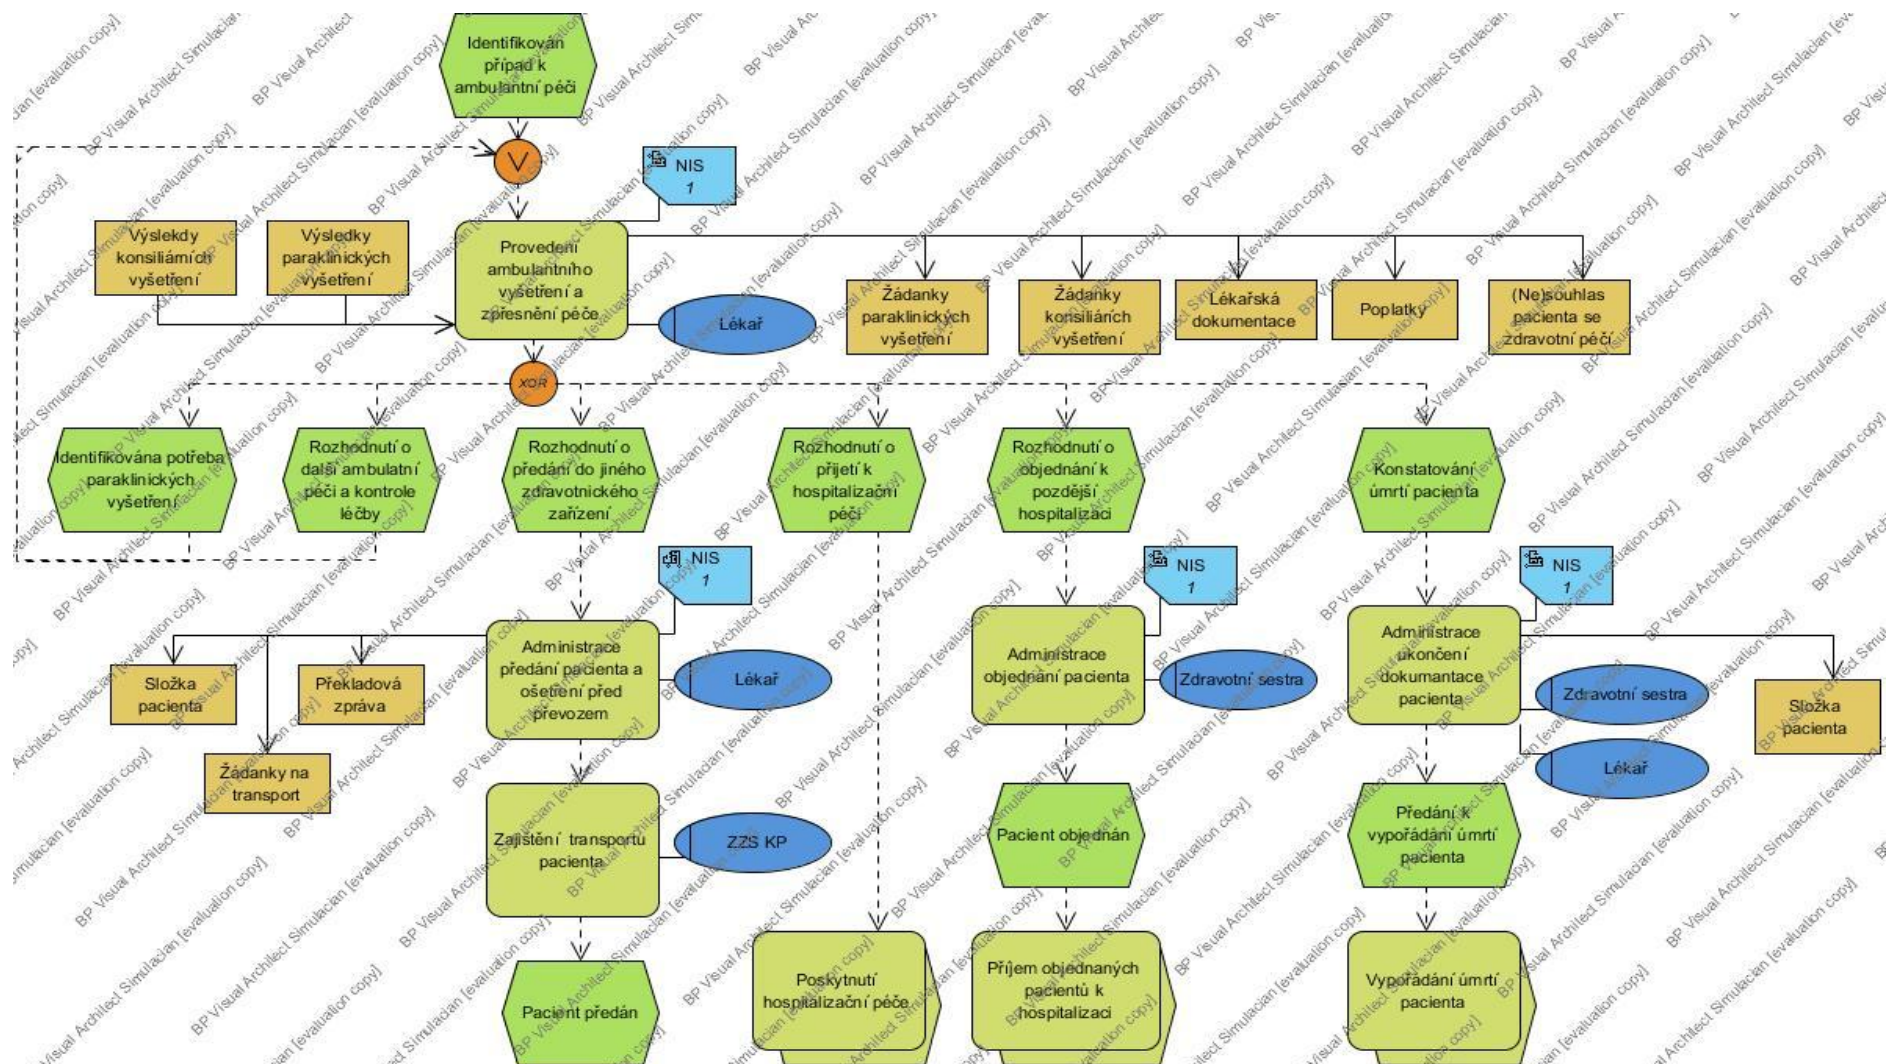 Identifikován
případ k
ambulantní péči
V
NIS
1
Výslekdy
konsiliárních
vyšetření
Výsledky
paraklinických
vyšetření
Provedení
ambulantního
vyšetření a
zpřesnění péče
Lékař
Žádanky
paraklinických
vyšetření
Žádanky
konsiliáních
vyšetření
Lékařská
dokumentace
Poplatky
(Ne)souhlas
pacienta se
zdravotní péčí
XOR
Identifikována potřeba
paraklinických
vyšetření
Rozhodnutí o
další ambulatní
péči a kontrole
léčby
Rozhodnutí o
předání do jiného
zdravotnického
zařízení
Rozhodnutí o
přijetí k
hospitalizační
péči
Rozhodnutí o
objednání k
pozdější
hospitalizaci
Konstatování
úmrtí pacienta
NIS
1
NIS
1
NIS
1
Složka
pacienta
Překladová
zpráva
Žádanky na
transport
Administrace
předání pacienta a
ošetření před
převozem
Lékař
Administrace
objednání pacienta
Zdravotní sestra
Administrace
ukončení
dokumantace
pacienta
Zdravotní sestra
Lékař
Složka
pacienta
Zajištění transportu
pacienta
ZZS KP
Pacient objednán
Předání k
vypořádání úmrtí
pacienta
Pacient předán
Poskytnutí
hospitalizační péče
Příjem objednaných
pacientů k
hospitalizaci
Vypořádání úmrtí
pacienta
BP Visual Architect Simulacian [evaluation copy]